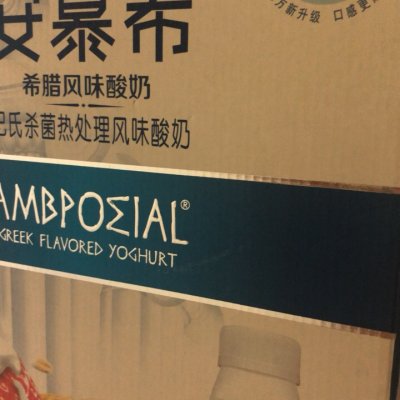 安慕希
方新升级 口感更
希腊风味酸奶
巴氏杀菌热处理风味酸奶
AMBPOΣIAL®
GREEK FLAVORED YOGHURT